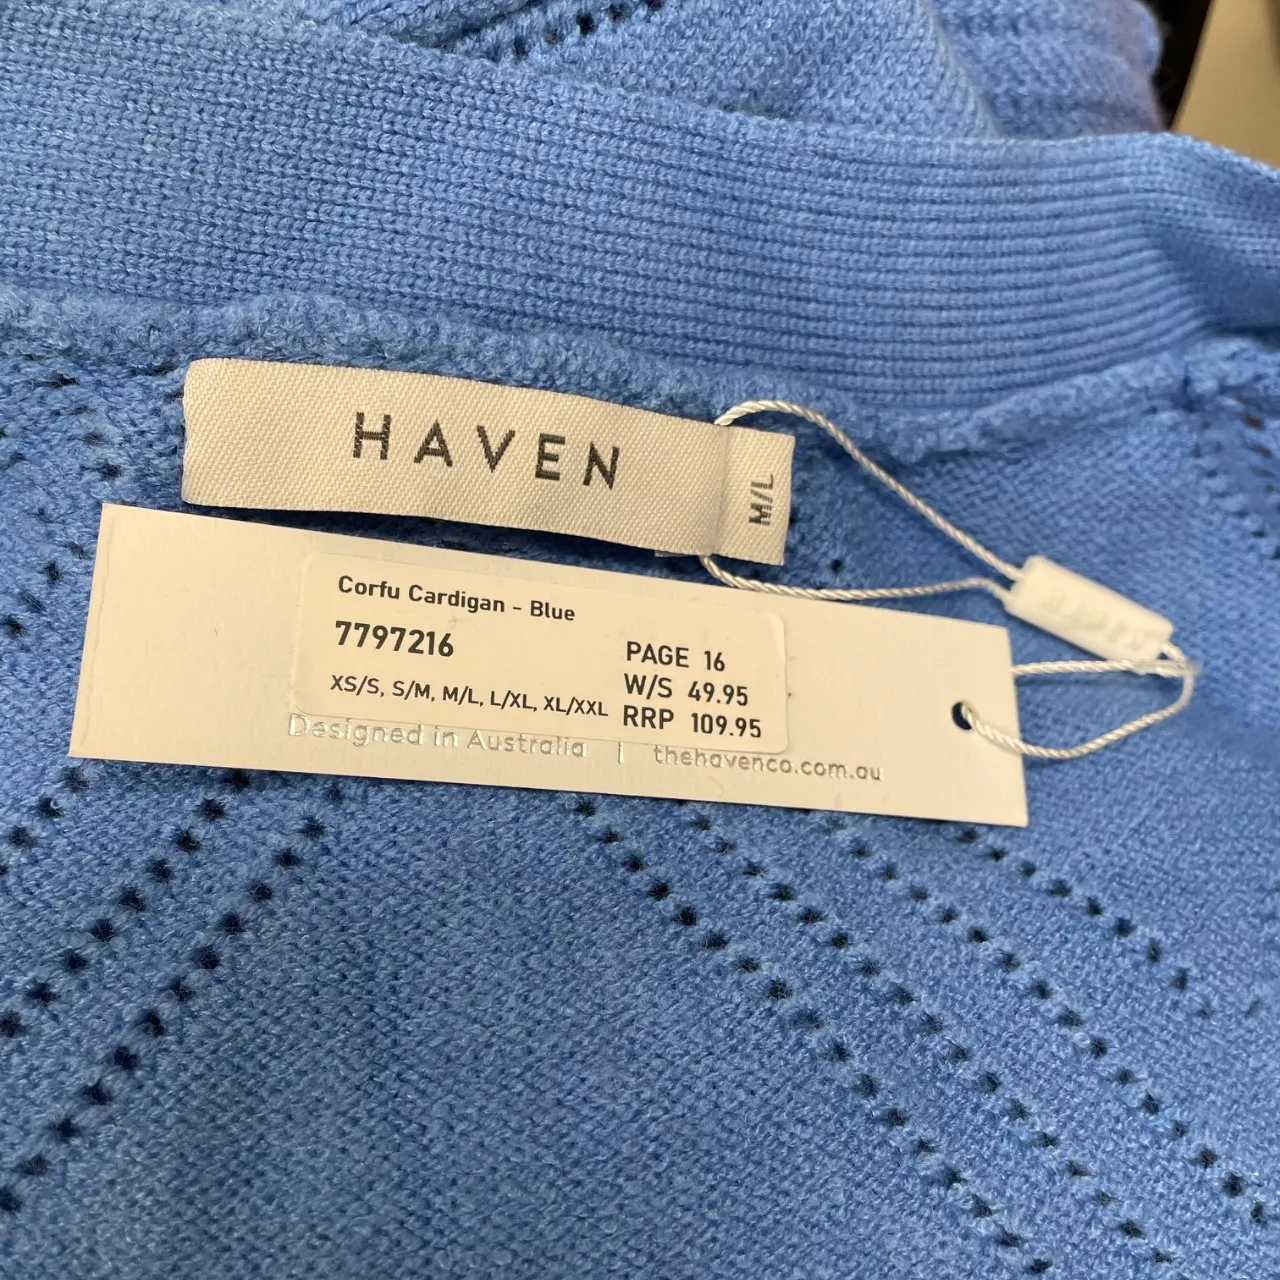 HAVEN
M/L
Corfu Cardigan - Blue
7797216
XS/S, S/M, M/L, L/XL, XL/XXL
PAGE 16
W/S 49.95
RRP 109.95
Designed in Australia | thehavenco.com.au